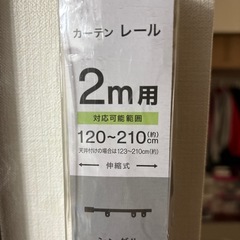 カーテン レール
2m用
対応可能範囲
120~210(約)cm
天井付けの場合は123~210cm(約)
←伸縮式→